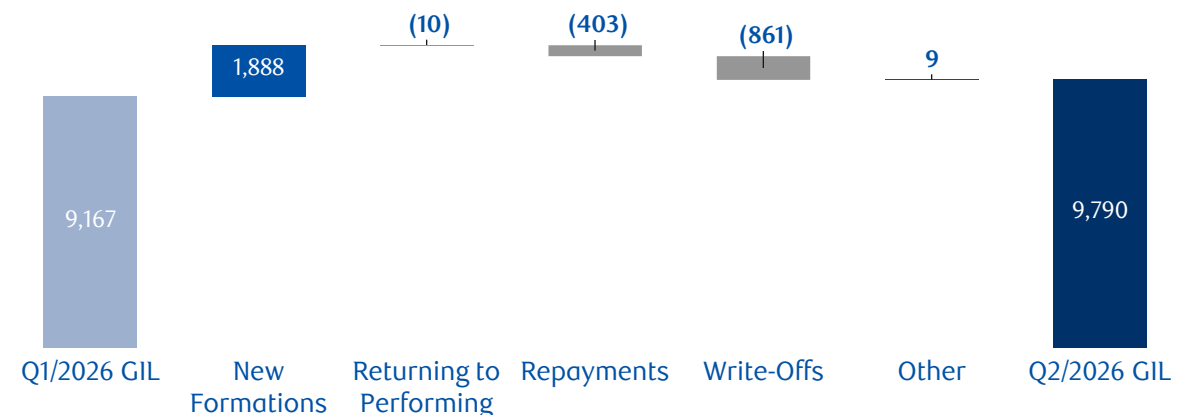 (10)
(403)
(861)
9
1,888
9,167
9,790
Q1/2026 GIL
New
Formations
Returning to
Performing
Repayments
Write-Offs
Other
Q2/2026 GIL